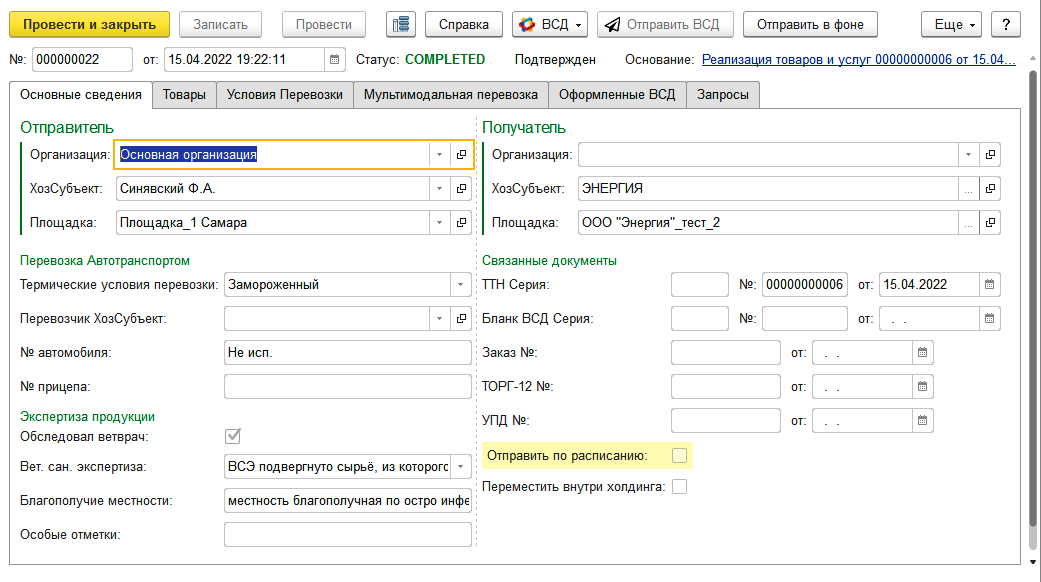 Провести и закрыть Записать Провести Справка ВСД Отправить ВСД Отправить в фоне Еще ?
№: 000000022 от: 15.04.2022 19:22:11 Статус: COMPLETED Подтвержден Основание: Реализация товаров и услуг 00000000006 от 15.04...
Основные сведения Товары Условия Перевозки Мультимодальная перевозка Оформленные ВСД Запросы
Отправитель Получатель
Организация: Основная организация Организация:
ХозСубъект: Синявский Ф.А. ХозСубъект: ЭНЕРГИЯ ...
Площадка: Площадка_1 Самара Площадка: ООО "Энергия"_тест_2 ...
Перевозка Автотранспортом Связанные документы
Термические условия перевозки: Замороженный ТТН Серия: №: 00000000006 от: 15.04.2022
Перевозчик ХозСубъект: Бланк ВСД Серия: №: от: . .
№ автомобиля: Не исп. Заказ №: от: . .
№ прицепа: ТОРГ-12 №: от: . .
Экспертиза продукции УПД №: от: . .
Обследовал ветврач:
Отправить по расписанию:
Вет. сан. экспертиза: ВСЭ подвергнуто сырьё, из которого
Переместить внутри холдинга:
Благополучие местности: местность благополучная по остро инфе
Особые отметки: